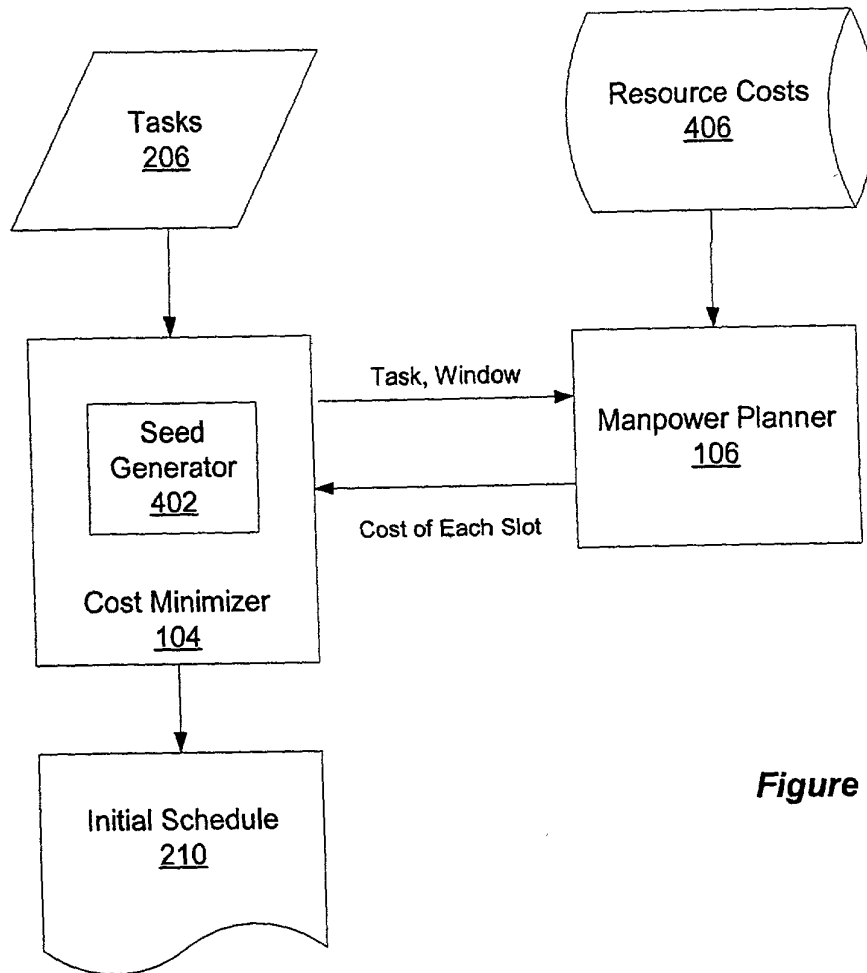 Tasks
206
Resource Costs
406
Task, Window
Seed
Generator
402
Manpower Planner
106
Cost of Each Slot
Cost Minimizer
104
Initial Schedule
210
Figure